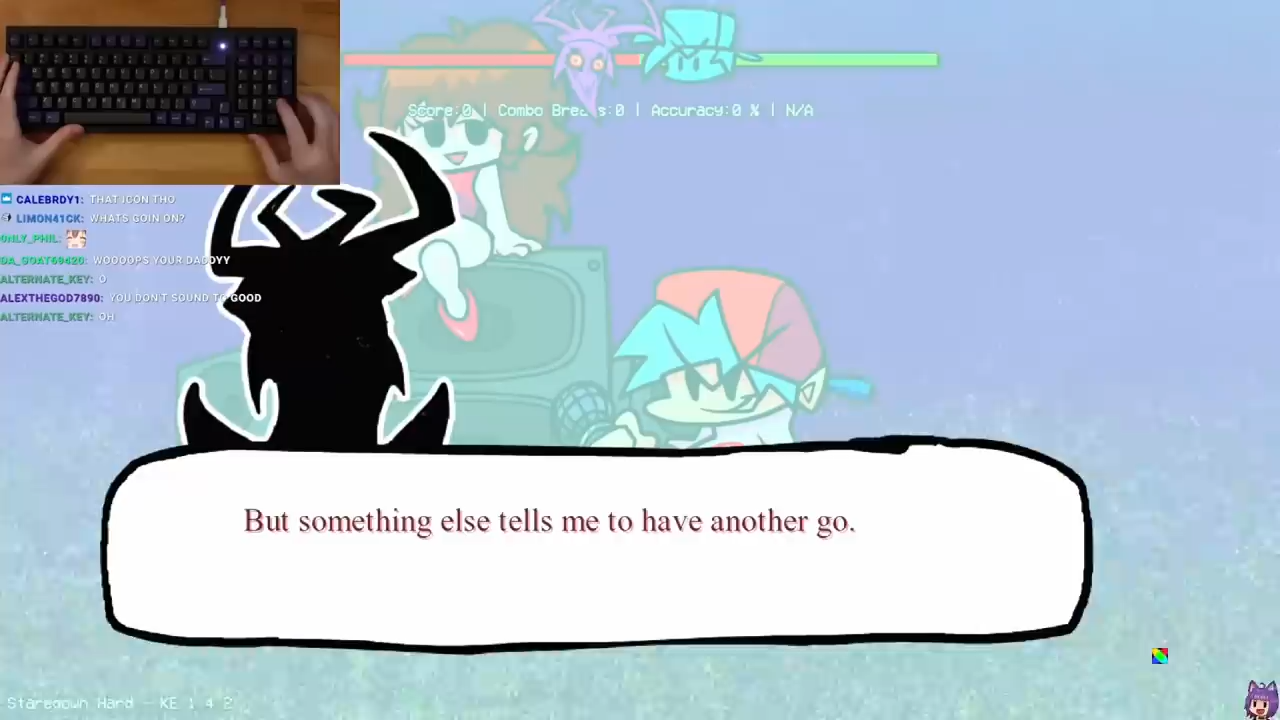 Score:0 | Combo Breaks:0 | Accuracy:0 % | N/A
CALEBRDY1: THAT ICON THO
LIMON41CK: WHATS GOIN ON?
0NLY_PHIL:
DA_GOAT69420: WOOOOPS YOUR DADDYY
ALTERNATE_KEY: O
ALEXTHEGOD7890: YOU DON'T SOUND TO GOOD
ALTERNATE_KEY: OH
But something else tells me to have another go.
Staredown Hard - KE 1.4.2